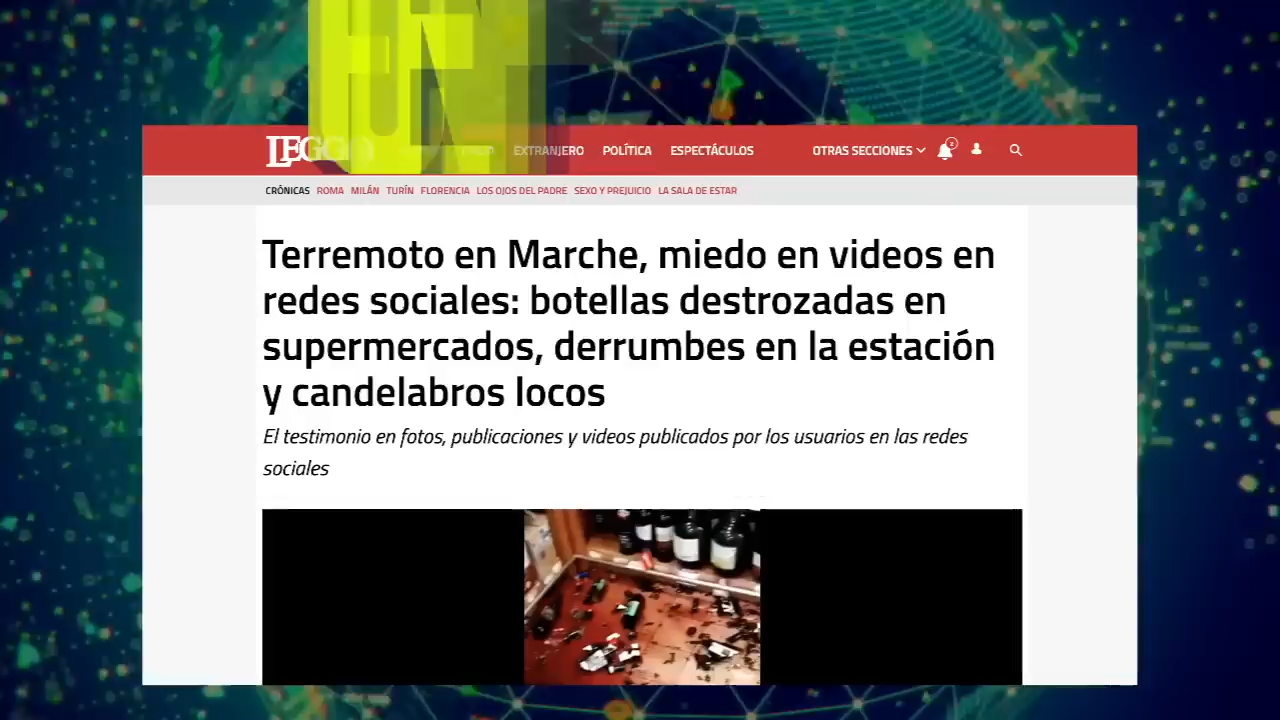 LEGGO
EXTRANJERO POLÍTICA ESPECTÁCULOS OTRAS SECCIONES
CRÓNICAS ROMA MILÁN TURÍN FLORENCIA LOS OJOS DEL PADRE SEXO Y PREJUICIO LA SALA DE ESTAR
Terremoto en Marche, miedo en videos en
redes sociales: botellas destrozadas en
supermercados, derrumbes en la estación
y candelabros locos
El testimonio en fotos, publicaciones y videos publicados por los usuarios en las redes
sociales